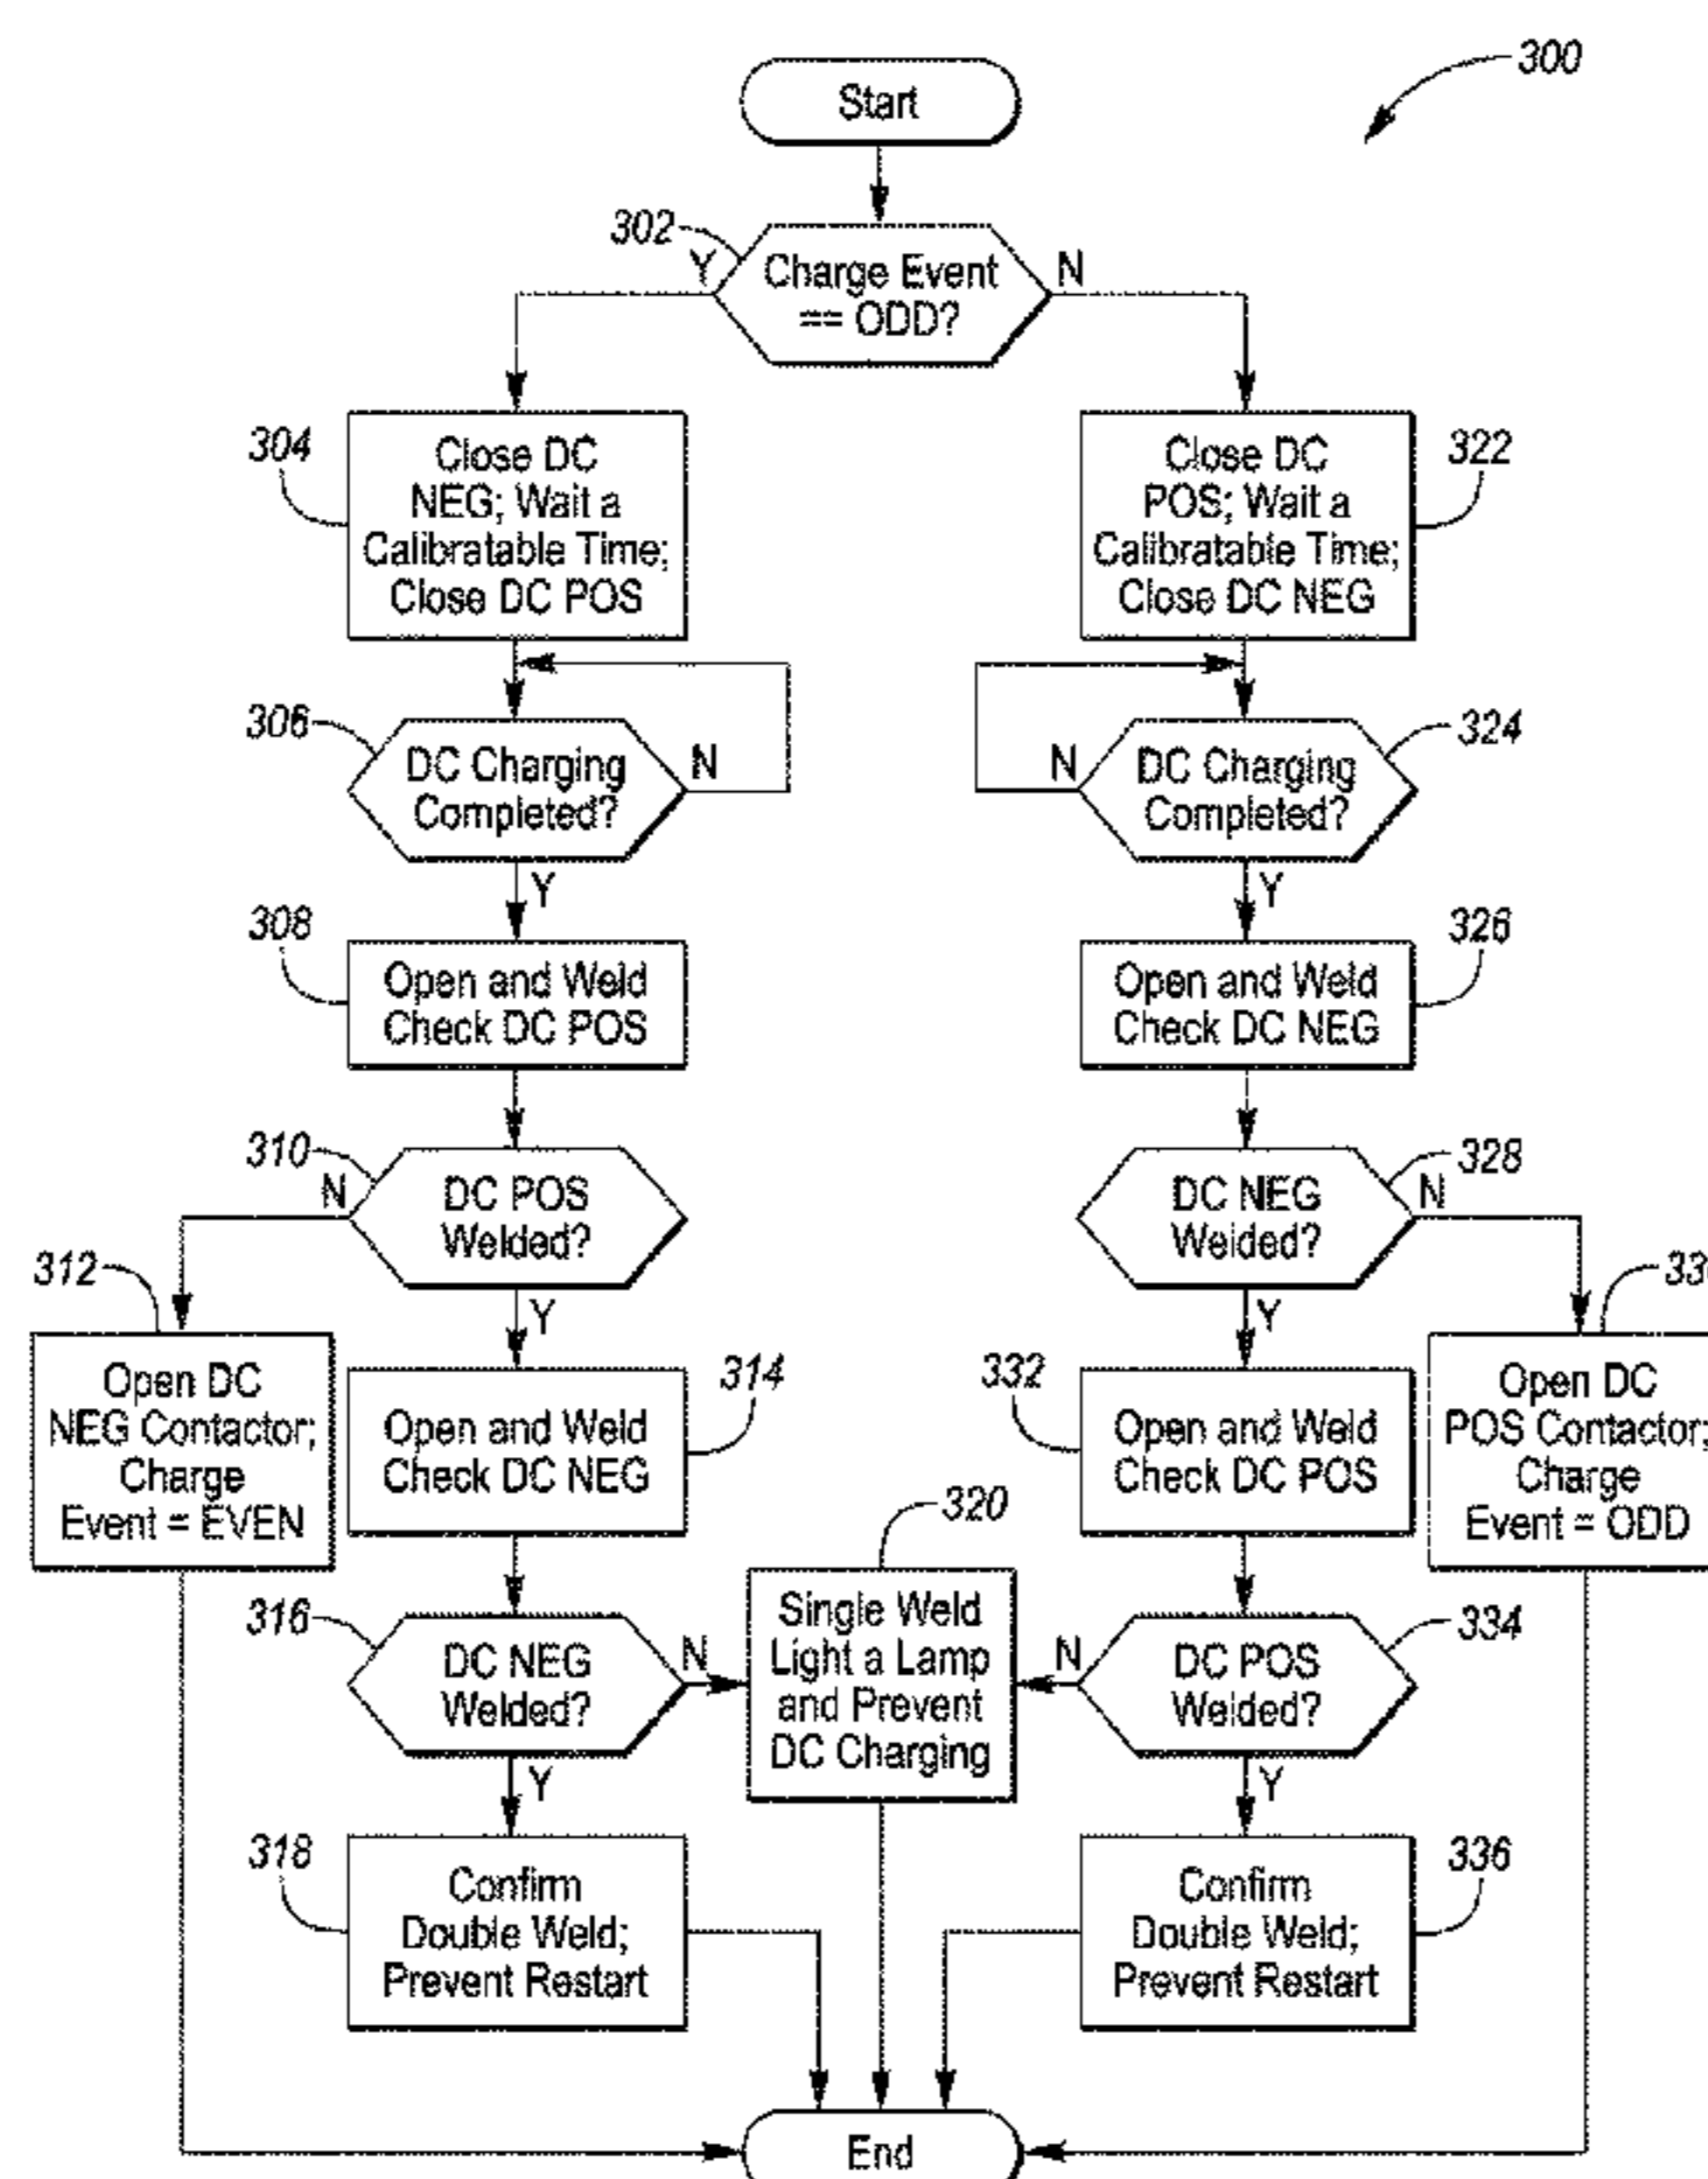 300
Start
302
Y
Charge Event
== ODD?
N
304
Close DC
NEG; Wait a
Calibratable Time;
Close DC POS
322
Close DC
POS; Wait a
Calibratable Time;
Close DC NEG
306
DC Charging
Completed?
N
Y
324
DC Charging
Completed?
N
Y
308
Open and Weld
Check DC POS
326
Open and Weld
Check DC NEG
310
N
DC POS
Welded?
Y
328
DC NEG
Welded?
N
Y
312
Open DC
NEG Contactor;
Charge
Event = EVEN
314
Open and Weld
Check DC NEG
332
Open and Weld
Check DC POS
Open DC
POS Contactor;
Charge
Event = ODD
316
DC NEG
Welded?
N
Y
320
Single Weld
Light a Lamp
and Prevent
DC Charging
334
N
DC POS
Welded?
Y
318
Confirm
Double Weld;
Prevent Restart
336
Confirm
Double Weld;
Prevent Restart
End